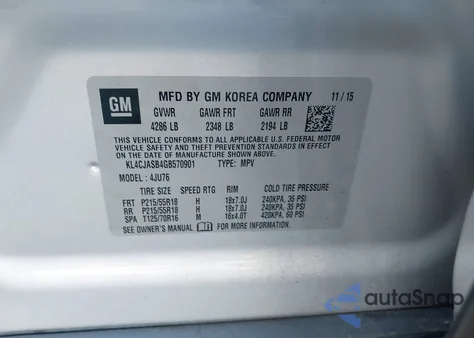 GM
MFD BY GM KOREA COMPANY 11/15
GVWR GAWR FRT GAWR RR
4286 LB 2348 LB 2194 LB
THIS VEHICLE CONFORMS TO ALL APPLICABLE
U.S. FEDERAL MOTOR
VEHICLE SAFETY AND THEFT PREVENTION STANDARDS IN EFFECT
ON THE DATE OF MANUFACTURE SHOWN ABOVE.
KL4CJASB4GB570901 TYPE: MPV
MODEL: 4JU76
TIRE SIZE SPEED RTG RIM COLD TIRE PRESSURE
FRT P215/55R18 H 18x7.0J 240KPA, 35 PSI
RR P215/55R18 H 18x7.0J 240KPA, 35 PSI
SPA T125/70R16 M 16x4.0T 420KPA, 60 PSI
SEE OWNER'S MANUAL FOR MORE INFORMATION.
autoSnap